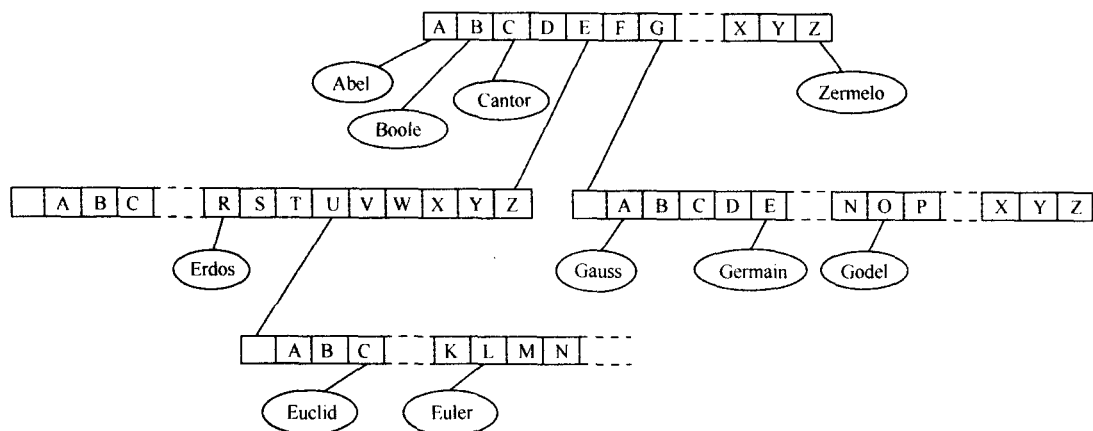 A B C D E F G X Y Z
Abel
Boole
Cantor
Zermelo
A B C R S T U V W X Y Z
A B C D E N O P X Y Z
Erdos
Gauss
Germain
Godel
A B C K L M N
Euclid
Euler